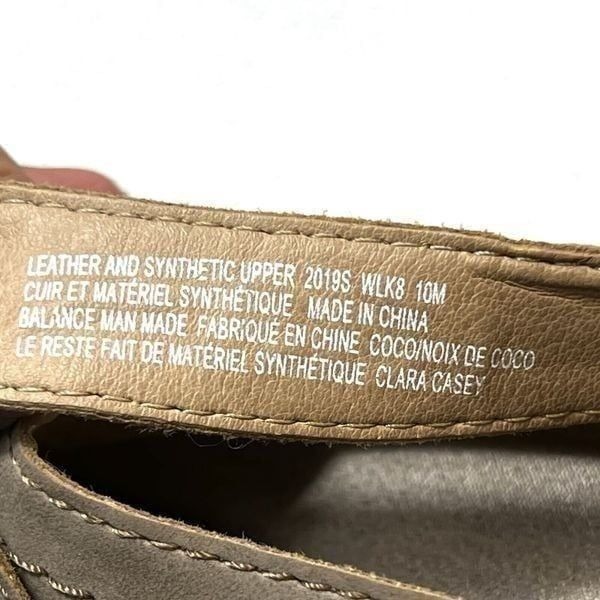 LEATHER AND SYNTHETIC UPPER 2019S WLK8 10M
CUIR ET MATÉRIEL SYNTHÉTIQUE MADE IN CHINA
BALANCE MAN MADE FABRIQUÉ EN CHINE COCO/NOIX DE COCO
LE RESTE FAIT DE MATÉRIEL SYNTHÉTIQUE CLARA CASEY